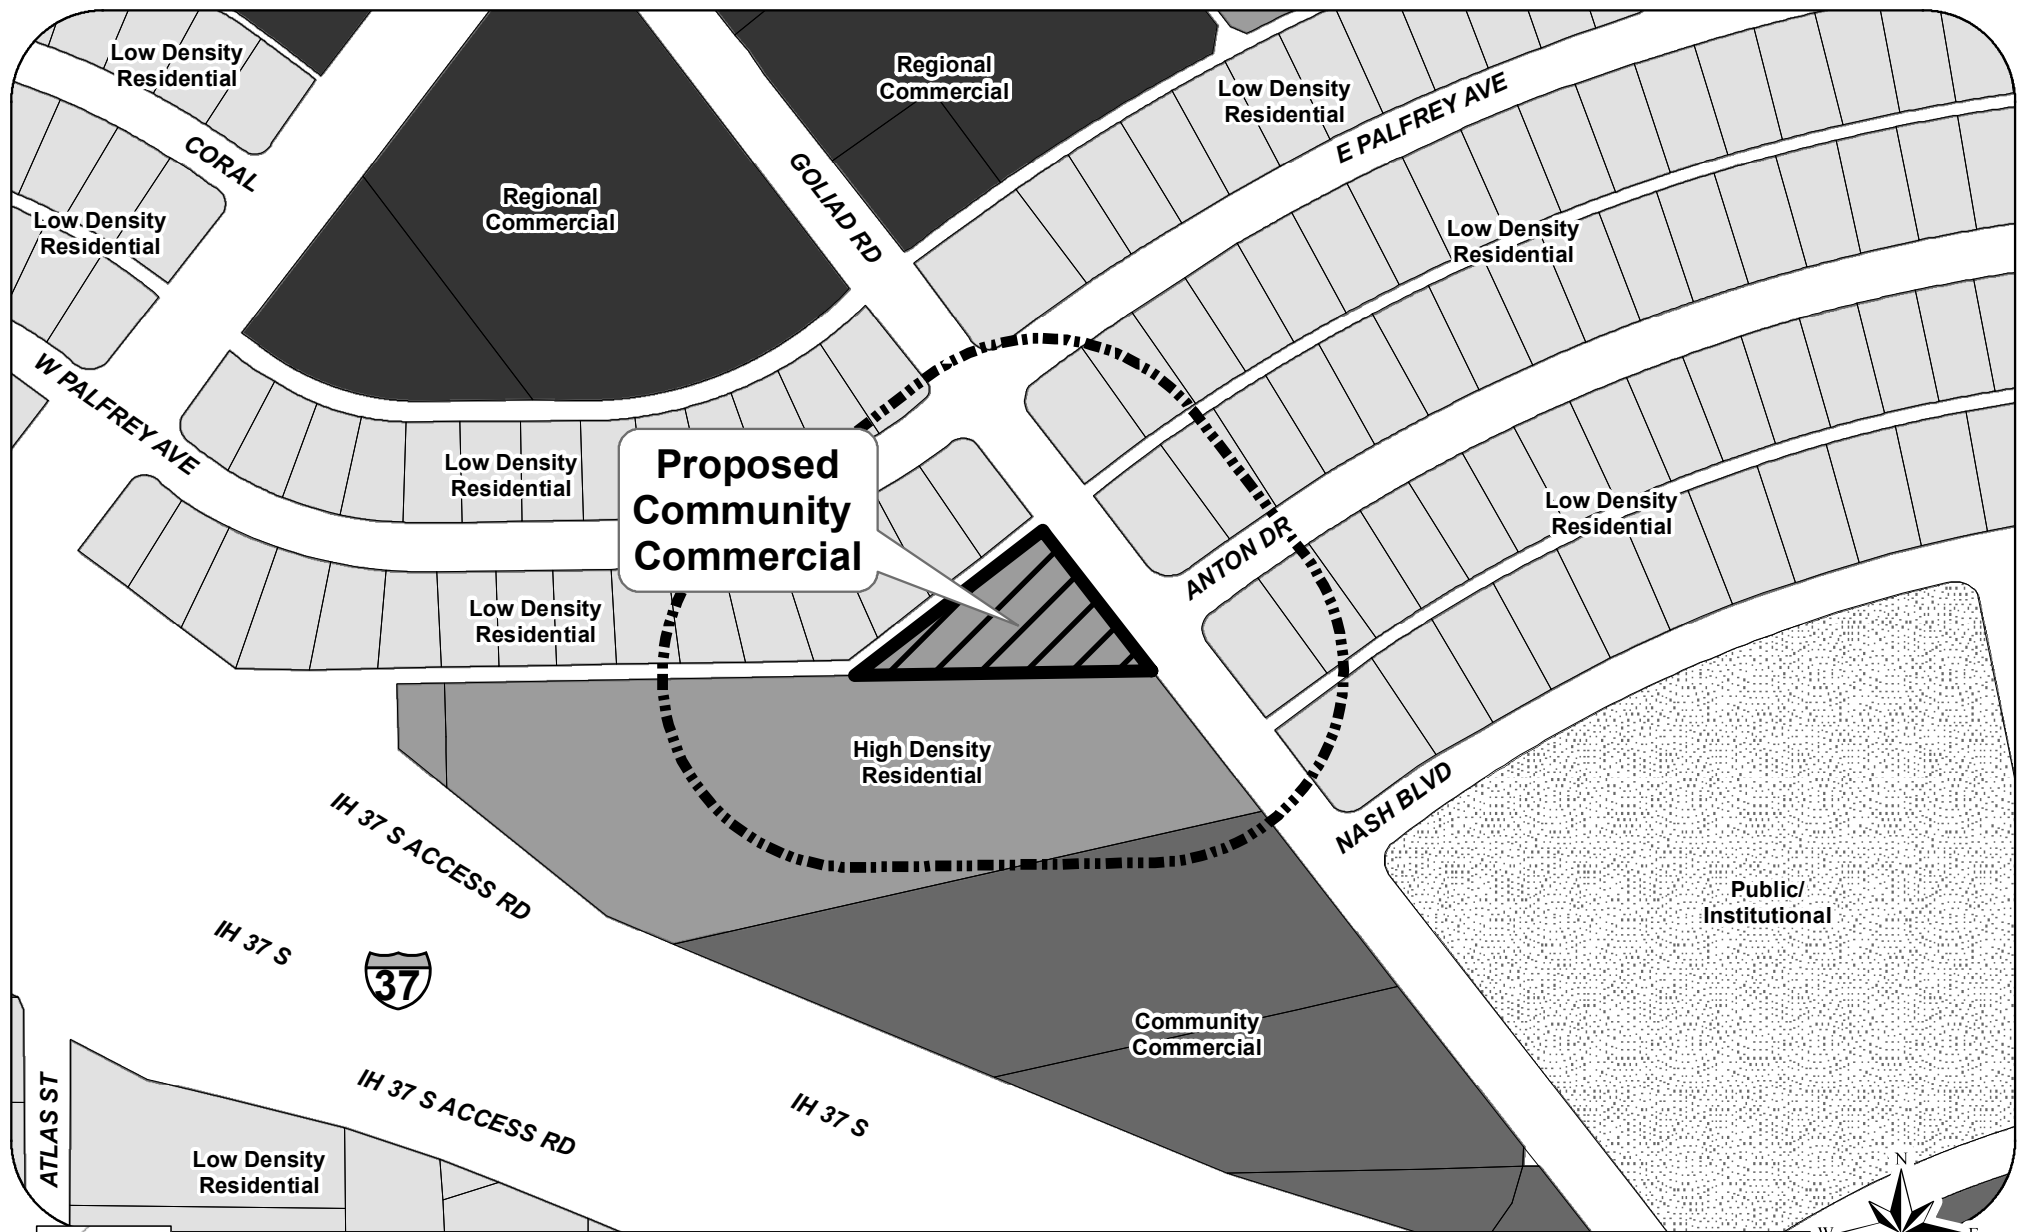 Low Density
Residential
Regional
Commercial
Low Density
Residential
E PALFREY AVE
CORAL
GOLIAD RD
Regional
Commercial
Low Density
Residential
Low Density
Residential
W PALFREY AVE
Low Density
Residential
Proposed
Community
Commercial
Low Density
Residential
ANTON DR
Low Density
Residential
High Density
Residential
NASH BLVD
IH 37 S ACCESS RD
Public/
Institutional
IH 37 S
37
Community
Commercial
IH 37 S ACCESS RD
IH 37 S
ATLAS ST
Low Density
Residential
N
W
E